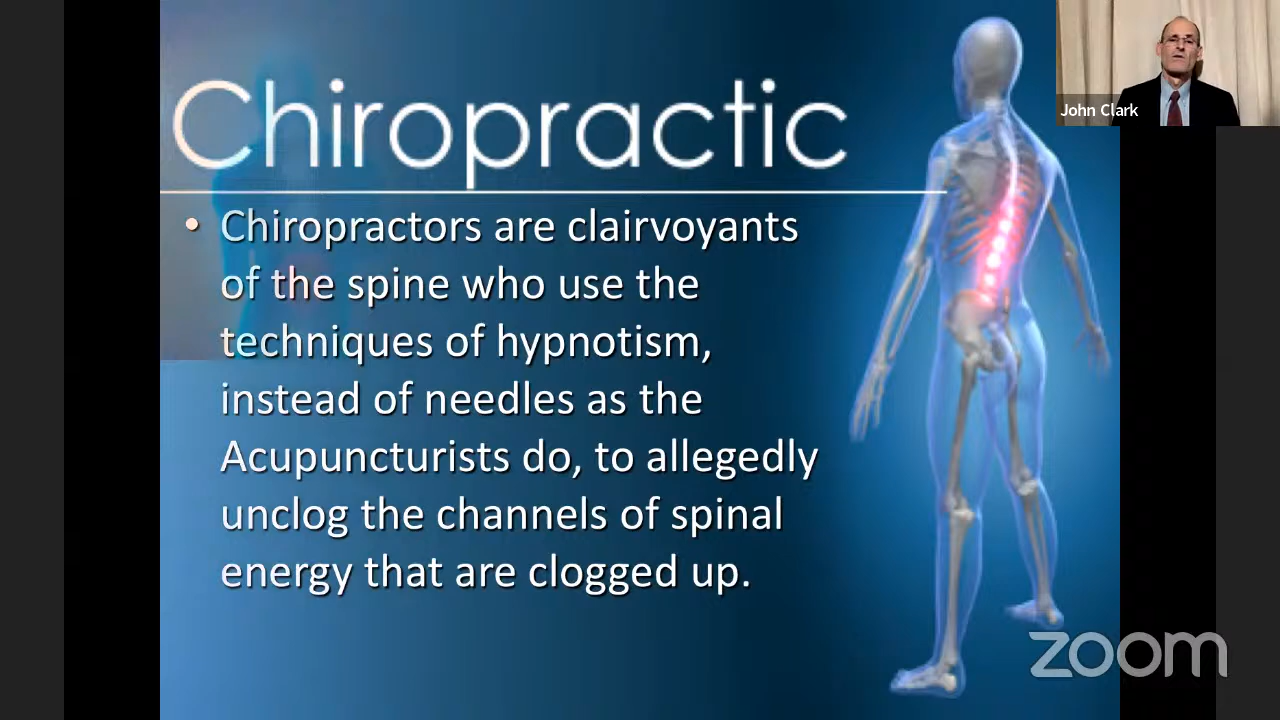 Chiropractic
John Clark
• Chiropractors are clairvoyants
of the spine who use the
techniques of hypnotism,
instead of needles as the
Acupuncturists do, to allegedly
unclog the channels of spinal
energy that are clogged up.
zoom